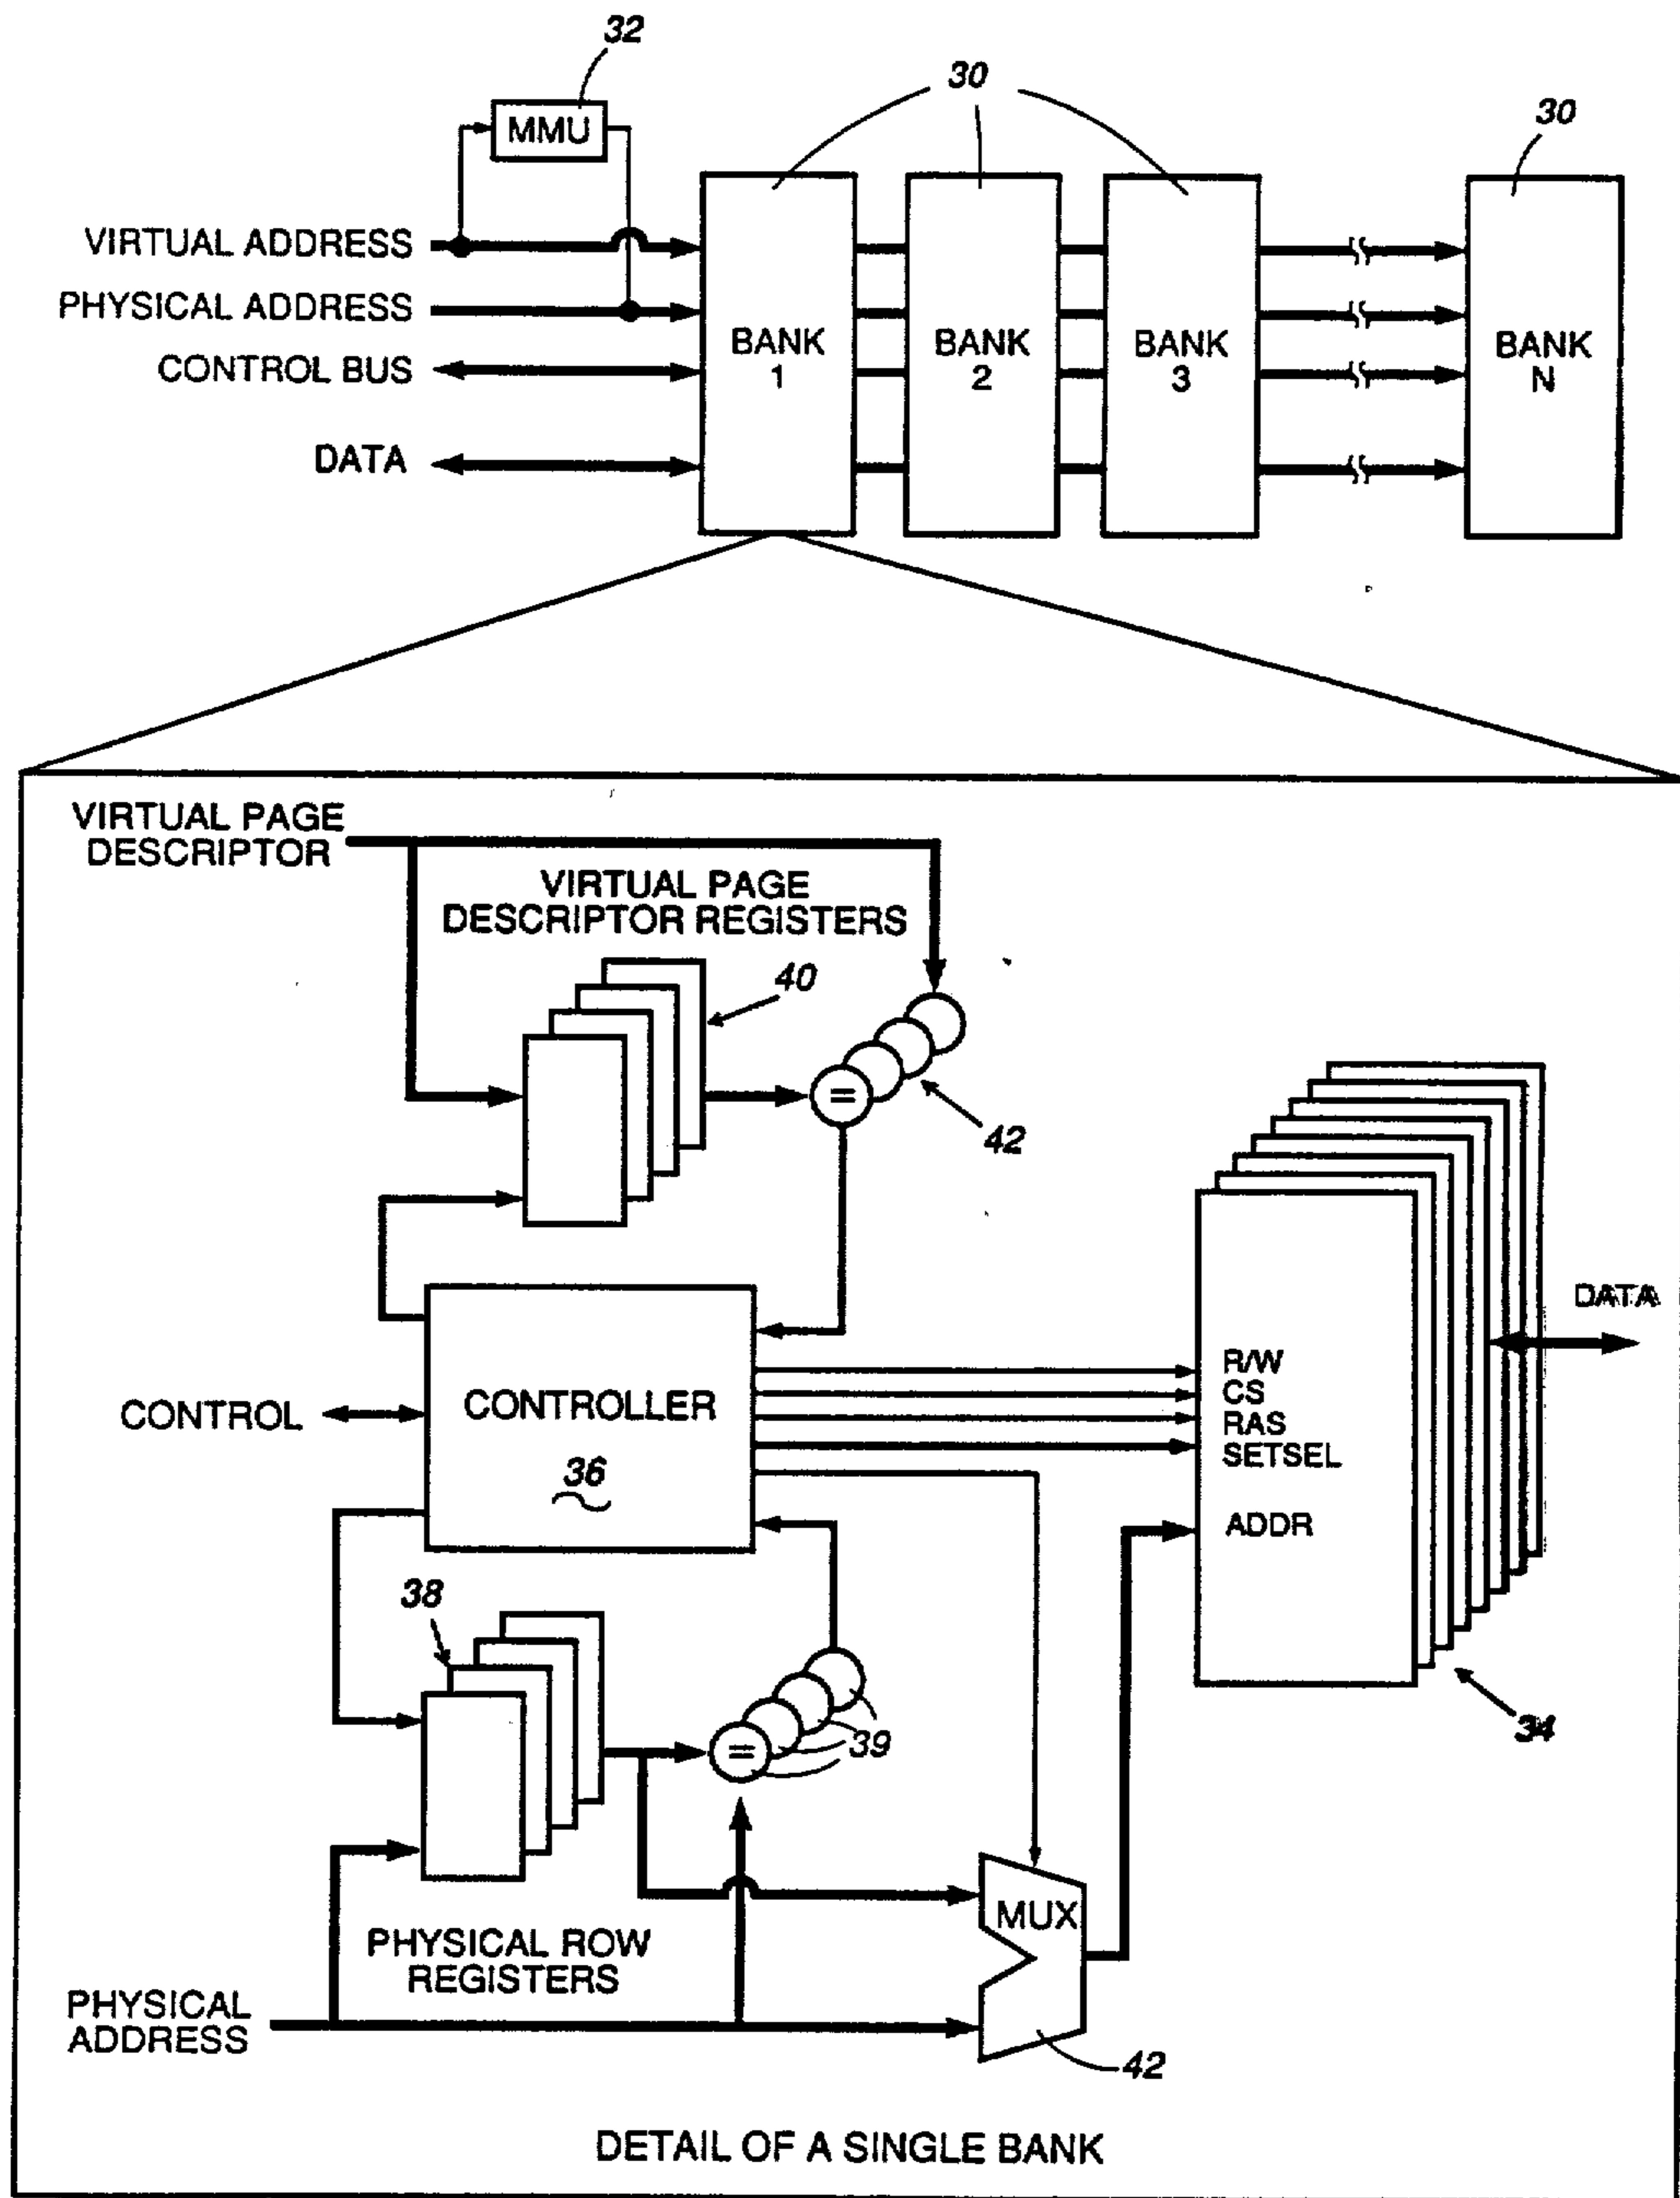 32
30
30
MMU
VIRTUAL ADDRESS
PHYSICAL ADDRESS
CONTROL BUS
DATA
BANK
1
BANK
2
BANK
3
BANK
N
VIRTUAL PAGE
DESCRIPTOR
VIRTUAL PAGE
DESCRIPTOR REGISTERS
40
=
42
CONTROL
CONTROLLER
36
R/W
CS
RAS
SETSEL
ADDR
DATA
34
38
=
39
MUX
PHYSICAL ROW
REGISTERS
PHYSICAL
ADDRESS
42
DETAIL OF A SINGLE BANK